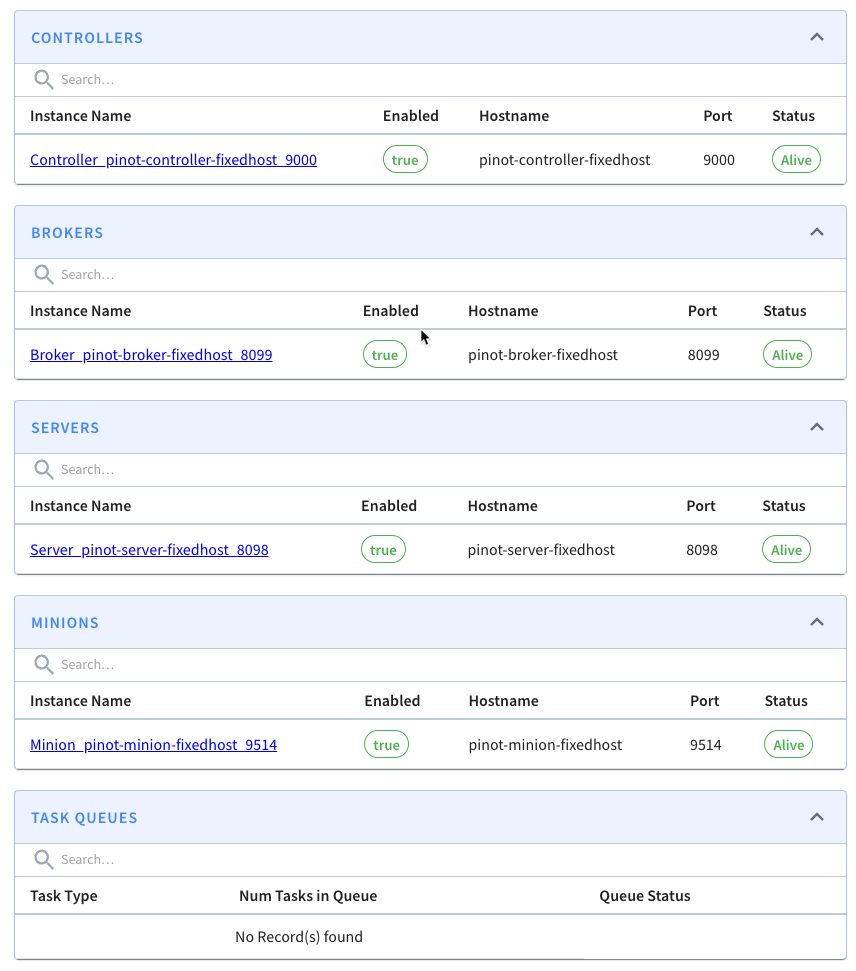 CONTROLLERS
Search…
Instance Name Enabled Hostname Port Status
Controller_pinot-controller-fixedhost_9000 true pinot-controller-fixedhost 9000 Alive
BROKERS
Search…
Instance Name Enabled Hostname Port Status
Broker_pinot-broker-fixedhost_8099 true pinot-broker-fixedhost 8099 Alive
SERVERS
Search…
Instance Name Enabled Hostname Port Status
Server_pinot-server-fixedhost_8098 true pinot-server-fixedhost 8098 Alive
MINIONS
Search…
Instance Name Enabled Hostname Port Status
Minion_pinot-minion-fixedhost_9514 true pinot-minion-fixedhost 9514 Alive
TASK QUEUES
Search…
Task Type Num Tasks in Queue Queue Status
No Record(s) found